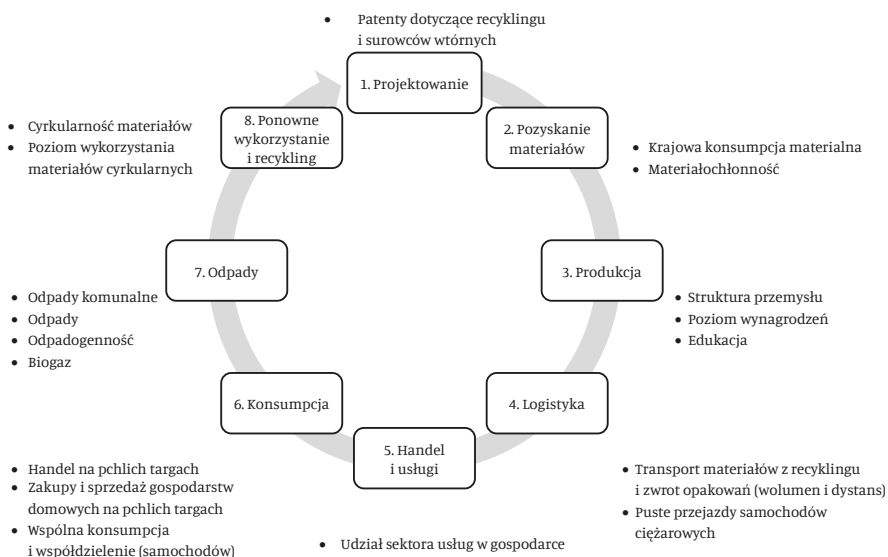 • Patenty dotyczące recyklingu
i surowców wtórnych
1. Projektowanie
2. Pozyskanie
materiałów
• Krajowa konsumpcja materialna
• Materiałochłonność
3. Produkcja
• Struktura przemysłu
• Poziom wynagrodzeń
• Edukacja
4. Logistyka
• Transport materiałów z recyklingu
i zwrot opakowań (wolumen i dystans)
• Puste przejazdy samochodów
ciężarowych
5. Handel
i usługi
• Udział sektora usług w gospodarce
6. Konsumpcja
• Handel na pchlich targach
• Zakupy i sprzedaż gospodarstw
domowych na pchlich targach
• Wspólna konsumpcja
i współdzielenie (samochodów)
7. Odpady
• Odpady komunalne
• Odpady
• Odpadogenność
• Biogaz
8. Ponowne
wykorzystanie
i recykling
• Cyrkularność materiałów
• Poziom wykorzystania
materiałów cyrkularnych